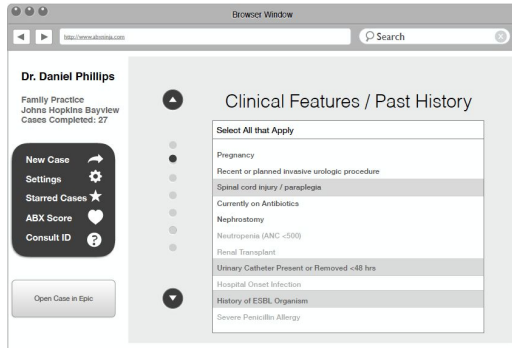 Browser Window
http://www.abxninja.com
Search
Dr. Daniel Phillips
Family Practice
Johns Hopkins Bayview
Cases Completed: 27
New Case
Settings
Starred Cases
ABX Score
Consult ID
?
Open Case in Epic
Clinical Features / Past History
Select All that Apply
Pregnancy
Recent or planned invasive urologic procedure
Spinal cord injury / paraplegia
Currently on Antibiotics
Nephrostomy
Neutropenia (ANC <500)
Renal Transplant
Urinary Catheter Present or Removed <48 hrs
Hospital Onset Infection
History of ESBL Organism
Severe Penicillin Allergy